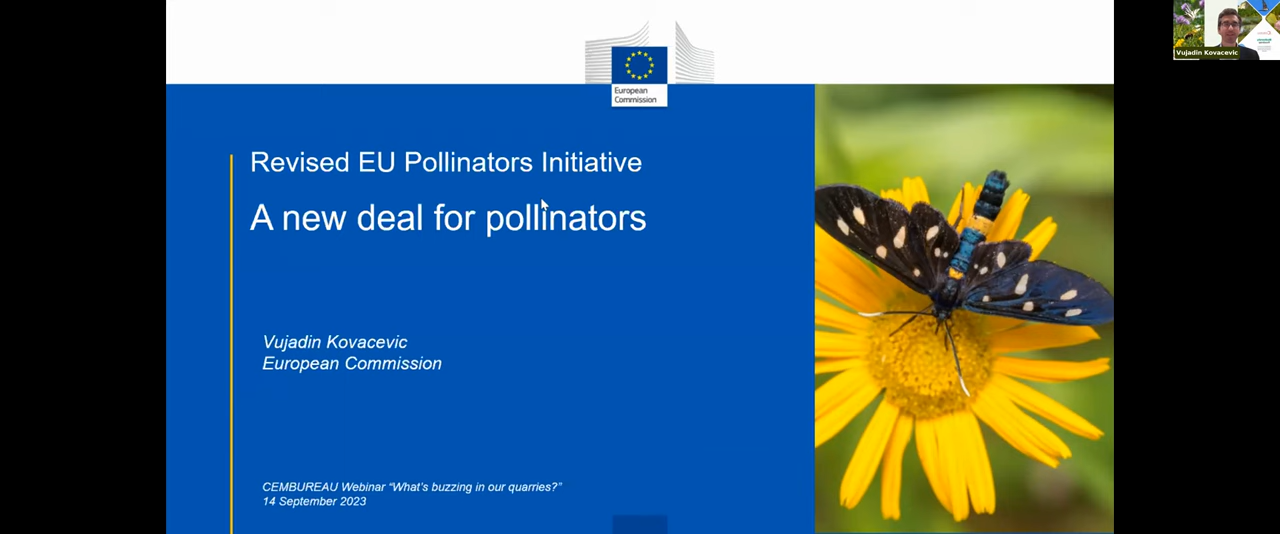 European
Commission
Revised EU Pollinators Initiative
A new deal for pollinators
Vujadin Kovacevic
European Commission
CEMBUREAU Webinar “What’s buzzing in our quarries?”
14 September 2023
Vujadin Kovacevic